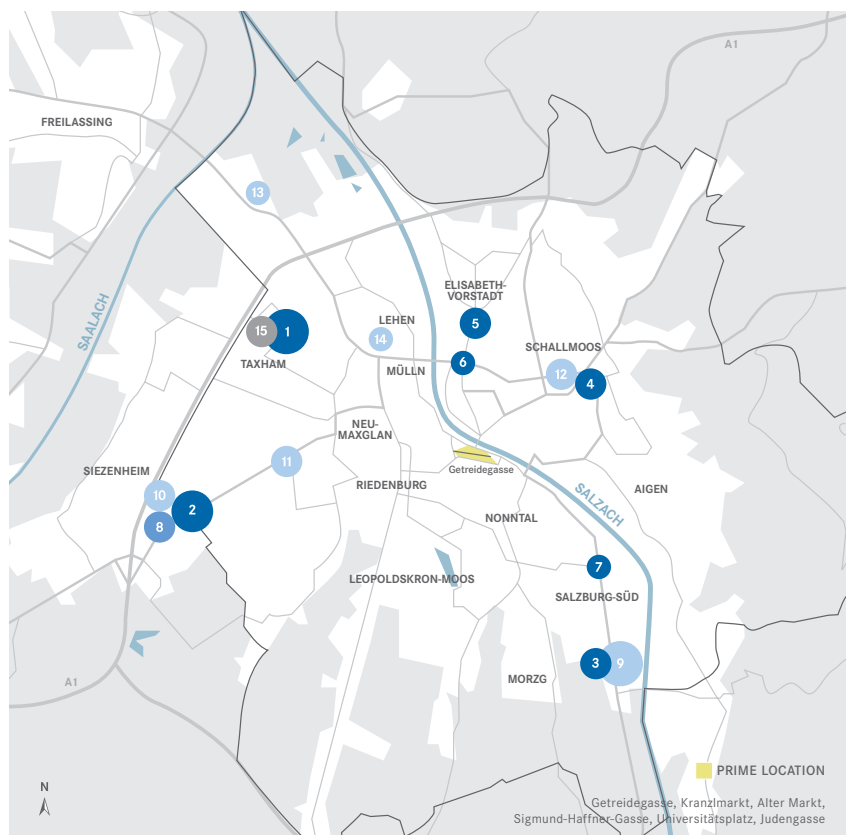 A1
FREILASSING
13
SAALACH
ELISABETH-
VORSTADT
LEHEN
5
15
1
14
SCHALLMOOS
TAXHAM
MÜLLN
6
12
4
NEU-
MAXGLAN
Getreidegasse
11
SIEZENHEIM
RIEDENBURG
SALZACH
AIGEN
10
2
8
NONNTAL
LEOPOLDSKRON-MOOS
7
SALZBURG-SÜD
3
9
MORZG
A1
PRIME LOCATION
N
Getreidegasse, Kranzlmarkt, Alter Markt,
Sigmund-Haffner-Gasse, Universitätsplatz, Judengasse